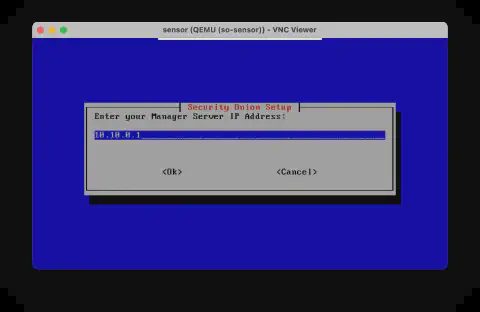 sensor (QEMU (so-sensor)) - VNC Viewer
Security Onion Setup
Enter your Manager Server IP Address:
10.10.0.1
<Ok> <Cancel>